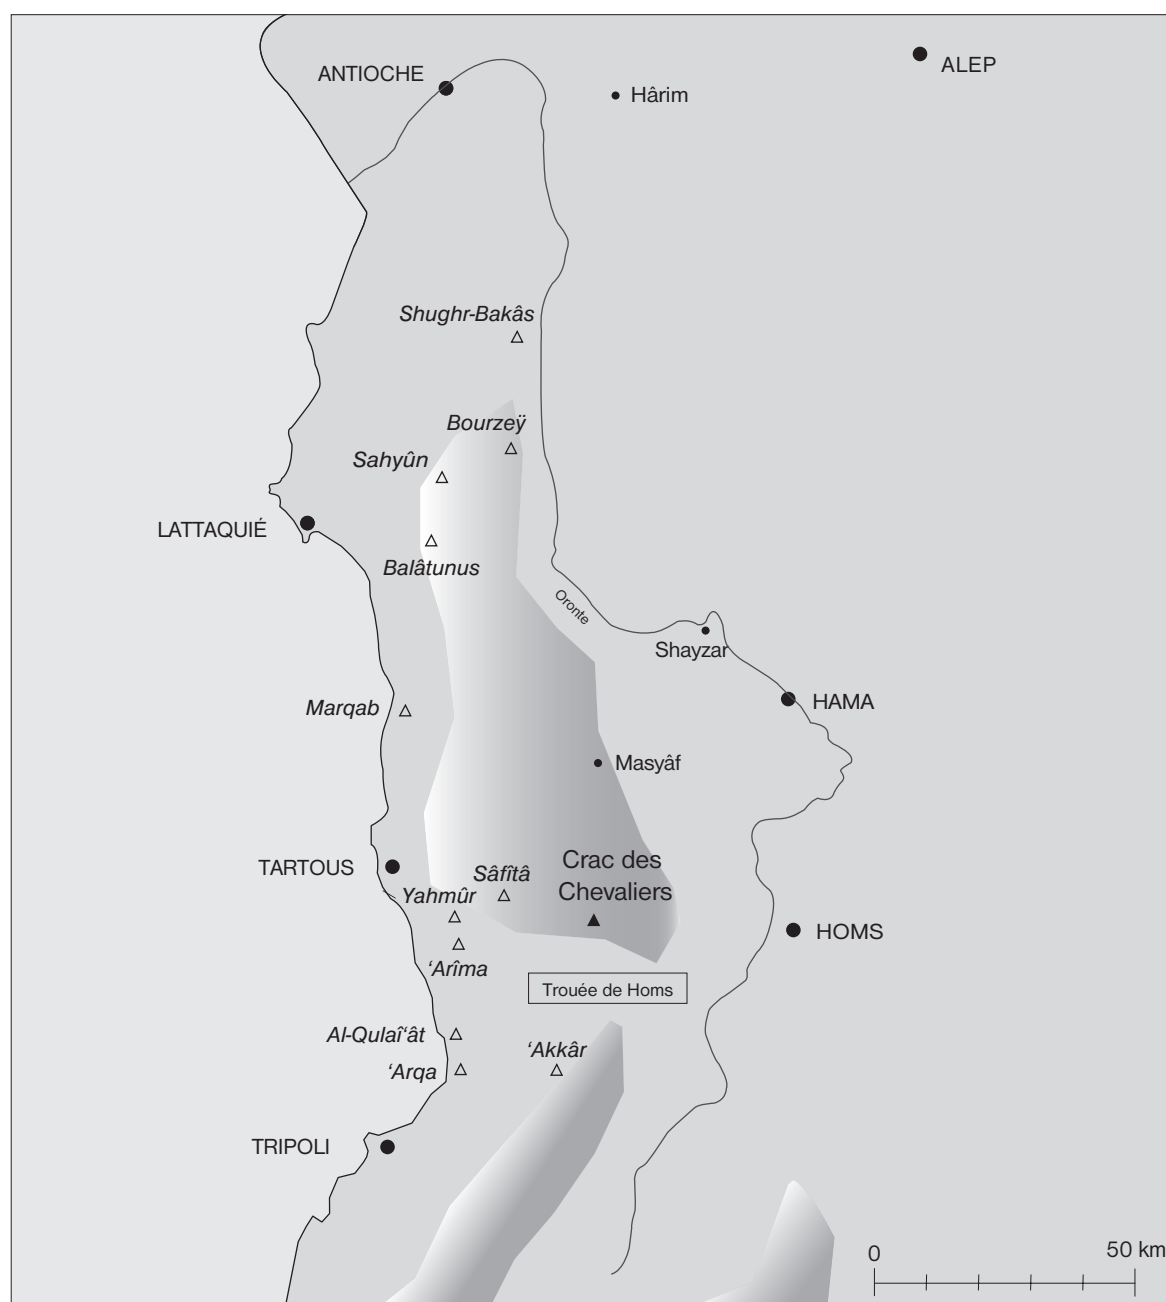 ALEP
ANTIOCHE
Hârim
Shughr-Bakâs
Bourzeÿ
Sahyûn
LATTAQUIÉ
Balâtunus
Oronte
Shayzar
HAMA
Marqab
Masyâf
Crac des
Chevaliers
TARTOUS
Sâfîtâ
Yahmûr
HOMS
‘Arîma
Trouée de Homs
Al-Qulaî‘ât
‘Akkâr
‘Arqa
TRIPOLI
0 50 km